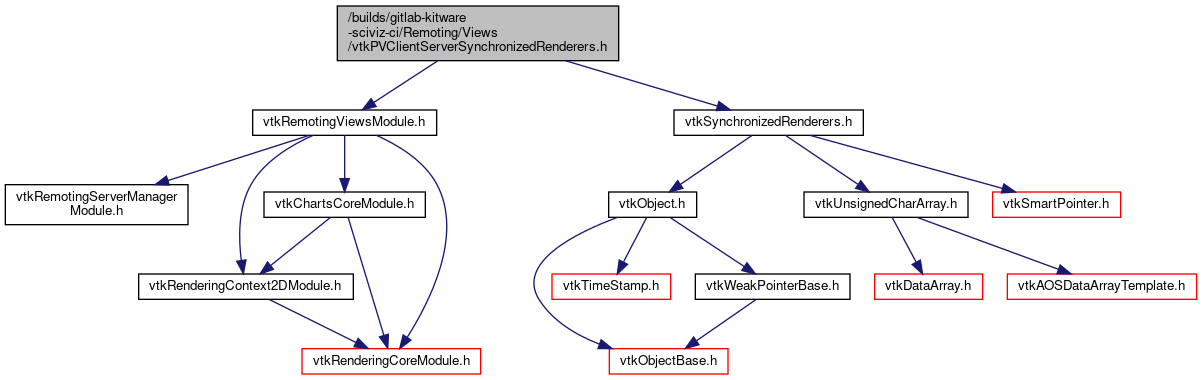 /builds/gitlab-kitware
-sciviz-ci/Remoting/Views
/vtkPVClientServerSynchronizedRenderers.h
vtkRemotingViewsModule.h
vtkSynchronizedRenderers.h
vtkRemotingServerManager
Module.h
vtkChartsCoreModule.h
vtkObject.h
vtkUnsignedCharArray.h
vtkSmartPointer.h
vtkRenderingContext2DModule.h
vtkTimeStamp.h
vtkWeakPointerBase.h
vtkDataArray.h
vtkAOSDataArrayTemplate.h
vtkRenderingCoreModule.h
vtkObjectBase.h